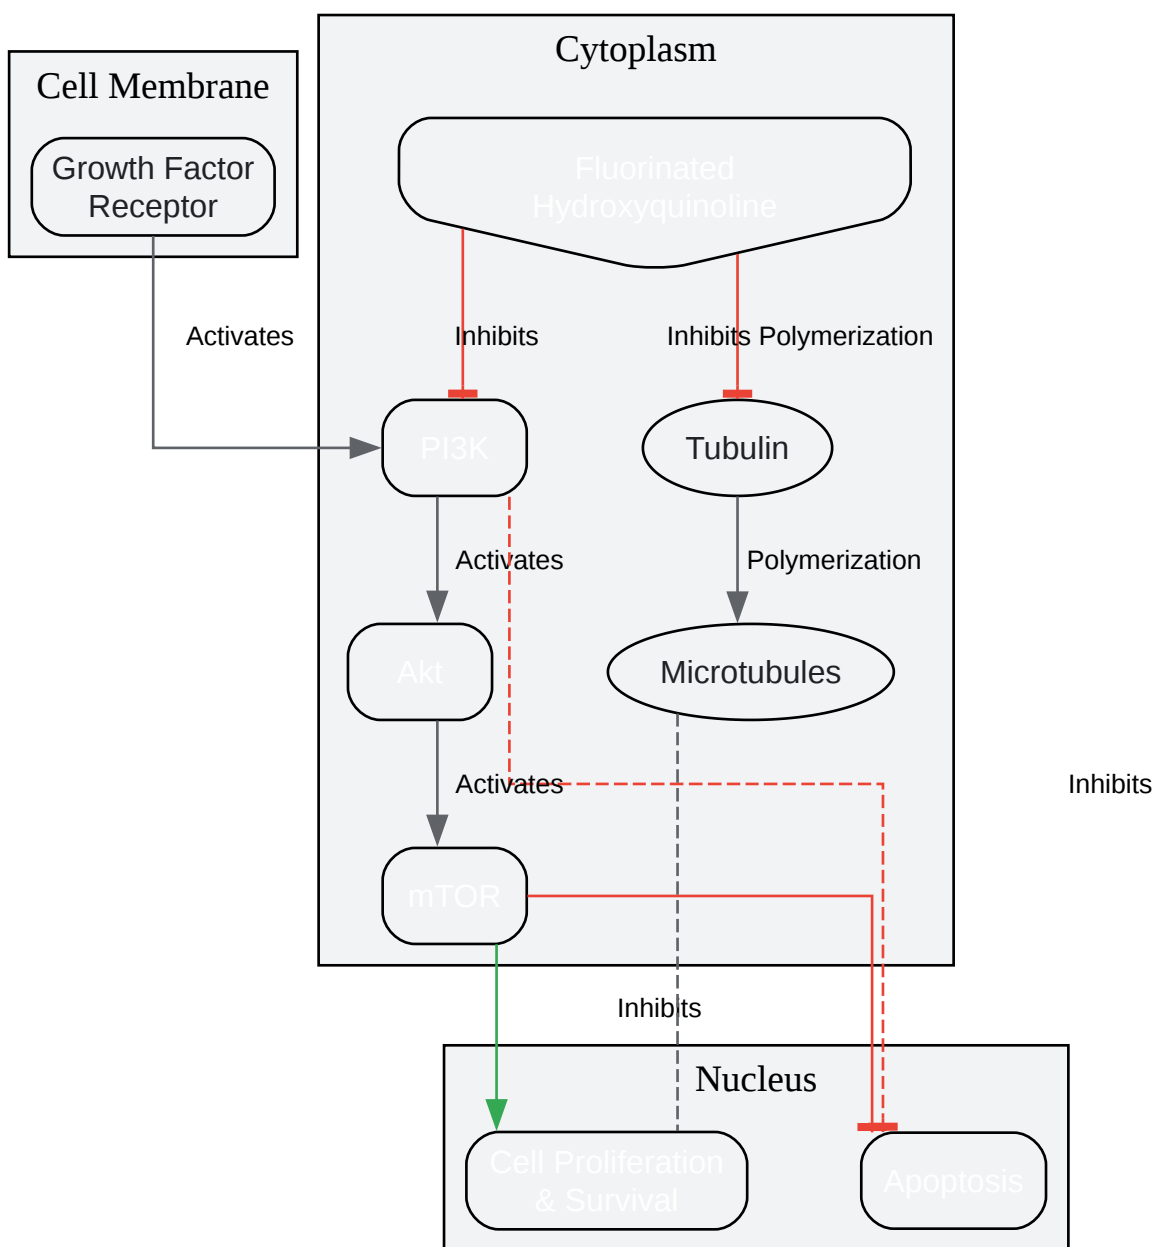 Cytoplasm
Cell Membrane
Growth Factor
Receptor
Fluorinated
Hydroxyquinoline
Activates
Inhibits
Inhibits Polymerization
PI3K
Tubulin
Activates
Polymerization
Akt
Microtubules
Activates
Inhibits
mTOR
Inhibits
Nucleus
Cell Proliferation
& Survival
Apoptosis